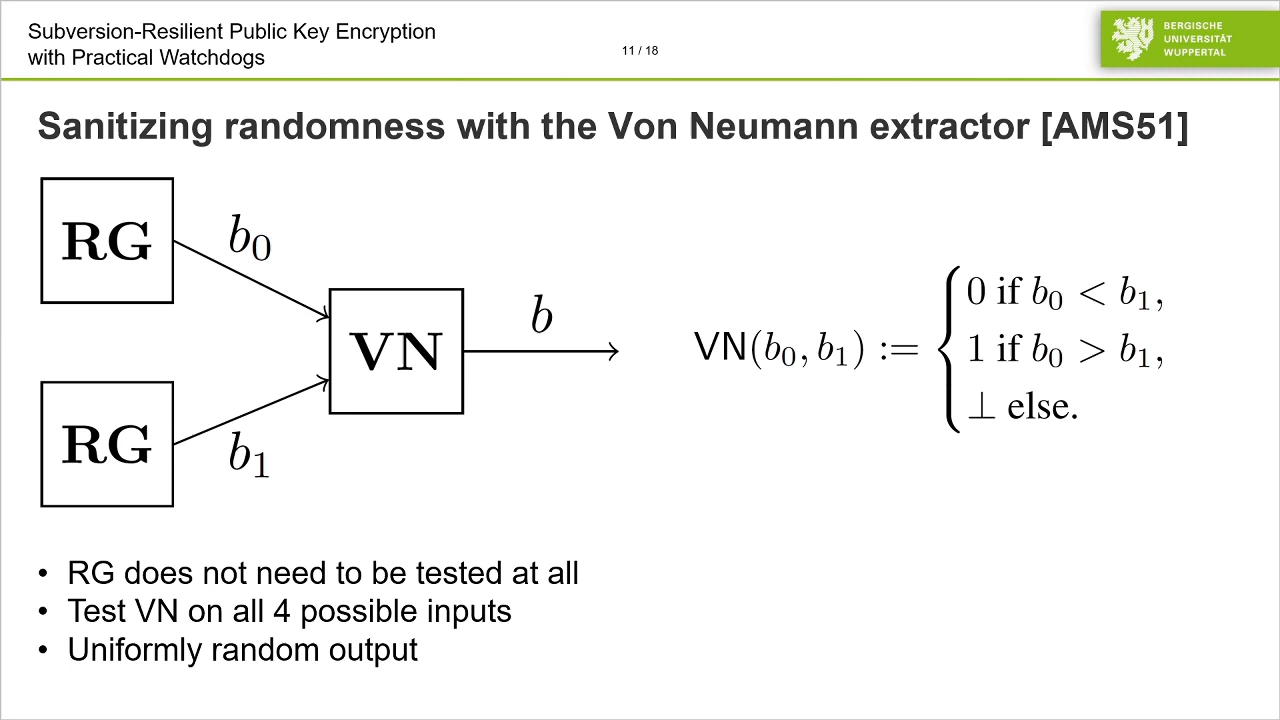 Subversion-Resilient Public Key Encryption
with Practical Watchdogs
11 / 18
BERGISCHE
UNIVERSITÄT
WUPPERTAL
Sanitizing randomness with the Von Neumann extractor [AMS51]
RG
b₀
VN
b
RG
b₁
VN(b₀, b₁) :=
0 if b₀ < b₁,
1 if b₀ > b₁,
⊥ else.
• RG does not need to be tested at all
• Test VN on all 4 possible inputs
• Uniformly random output